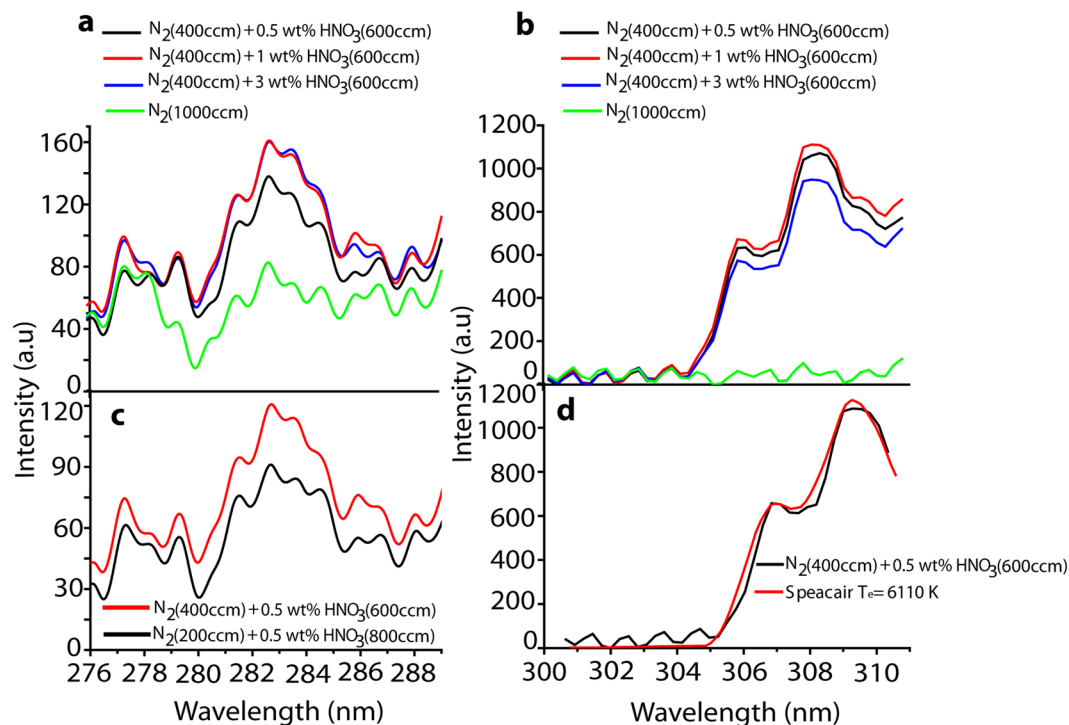 a
N2(400ccm)+0.5 wt% HNO3(600ccm)
N2(400ccm)+1 wt% HNO3(600ccm)
N2(400ccm)+3 wt% HNO3(600ccm)
N2(1000ccm)
160
120
80
40
0
b
N2(400ccm)+0.5 wt% HNO3(600ccm)
N2(400ccm)+1 wt% HNO3(600ccm)
N2(400ccm)+3 wt% HNO3(600ccm)
N2(1000ccm)
1200
1000
800
600
400
200
0
Intensity (a.u)
Intensity (a.u)
c
120
90
60
30
0
N2(400ccm)+0.5 wt% HNO3(600ccm)
N2(200ccm)+0.5 wt% HNO3(800ccm)
276 278 280 282 284 286 288
Wavelength (nm)
d
1000
800
600
400
200
0
N2(400ccm)+0.5 wt% HNO3(600ccm)
Speacair Te=6110 K
300 302 304 306 308 310
Wavelength (nm)